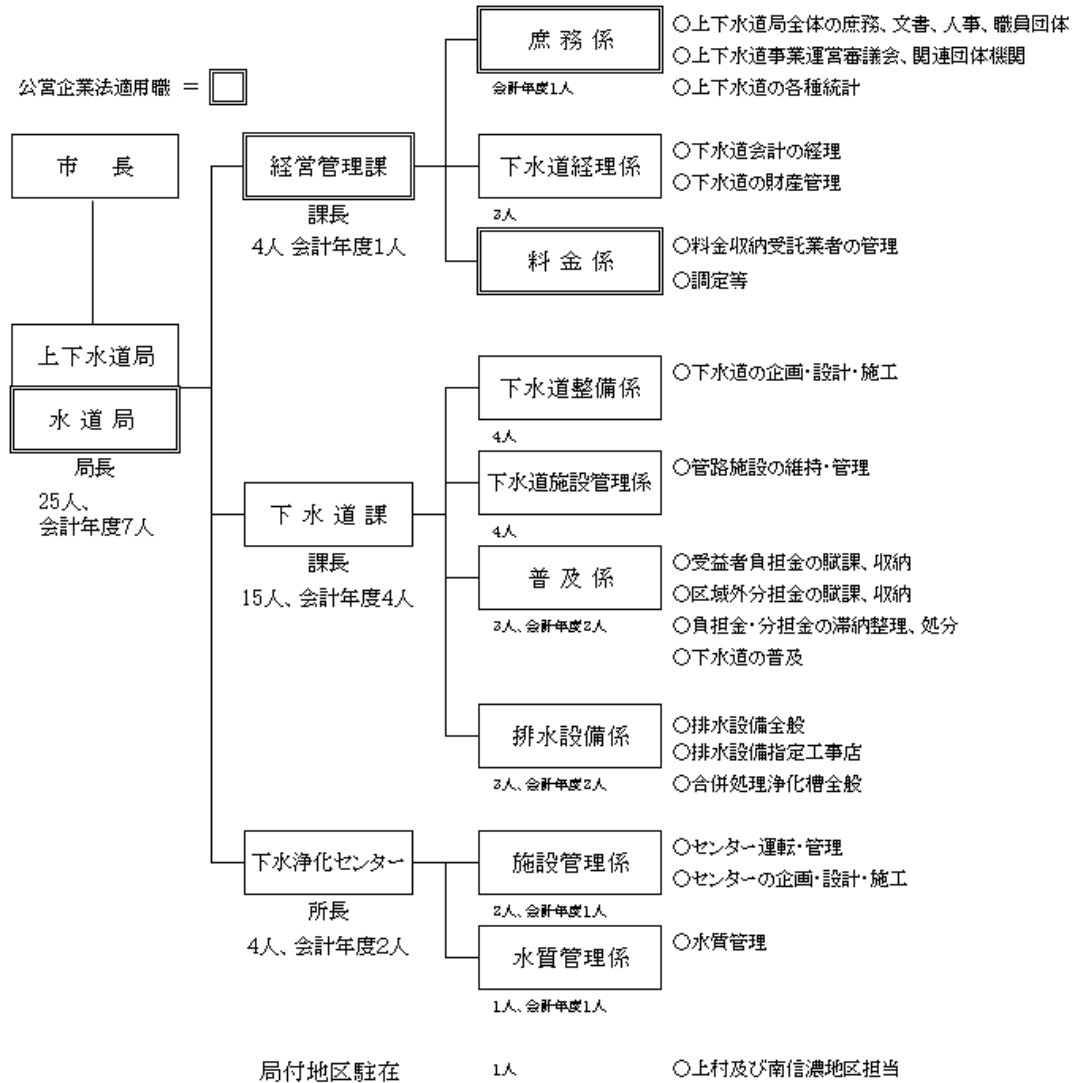 公営企業法適用職 ＝
市　長
上下水道局
水 道 局
局長
25人、
会計年度7人
経営管理課
課長
4人 会計年度1人
庶 務 係
会計年度1人
○上下水道局全体の庶務、文書、人事、職員団体
○上下水道事業運営審議会、関連団体機関
○上下水道の各種統計
下水道経理係
3人
○下水道会計の経理
○下水道の財産管理
料 金 係
○料金収納受託業者の管理
○調定等
下 水 道 課
課長
15人、会計年度4人
下水道整備係
4人
○下水道の企画・設計・施工
下水道施設管理係
4人
○管路施設の維持・管理
普 及 係
3人、会計年度2人
○受益者負担金の賦課、収納
○区域外分担金の賦課、収納
○負担金・分担金の滞納整理、処分
○下水道の普及
排水設備係
3人、会計年度2人
○排水設備全般
○排水設備指定工事店
○合併処理浄化槽全般
下水浄化センター
所長
4人、会計年度2人
施設管理係
2人、会計年度1人
○センター運転・管理
○センターの企画・設計・施工
水質管理係
1人、会計年度1人
○水質管理
局付地区駐在
1人
○上村及び南信濃地区担当